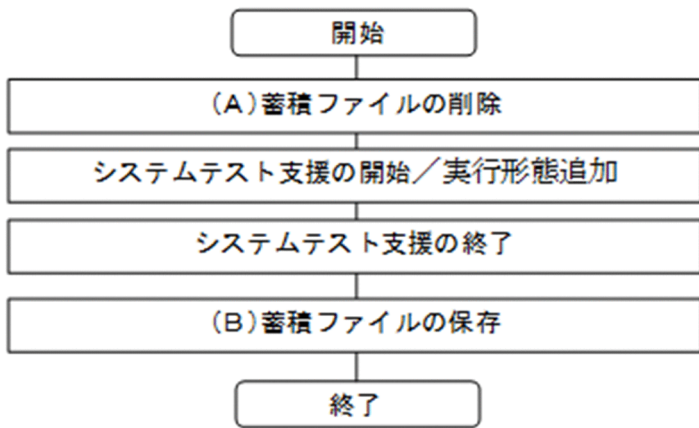 開始
(A)蓄積ファイルの削除
システムテスト支援の開始／実行形態追加
システムテスト支援の終了
(B)蓄積ファイルの保存
終了